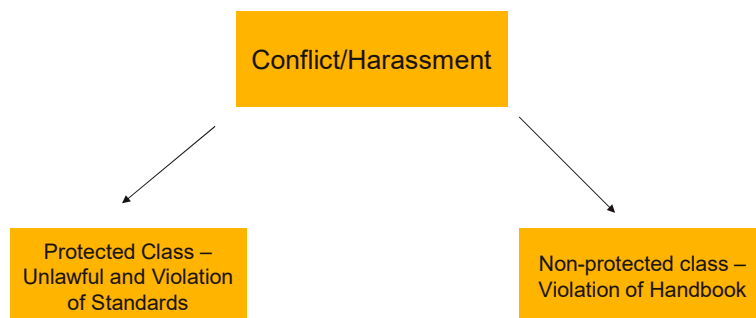 Conflict/Harassment
Protected Class –
Unlawful and Violation
of Standards
Non-protected class –
Violation of Handbook